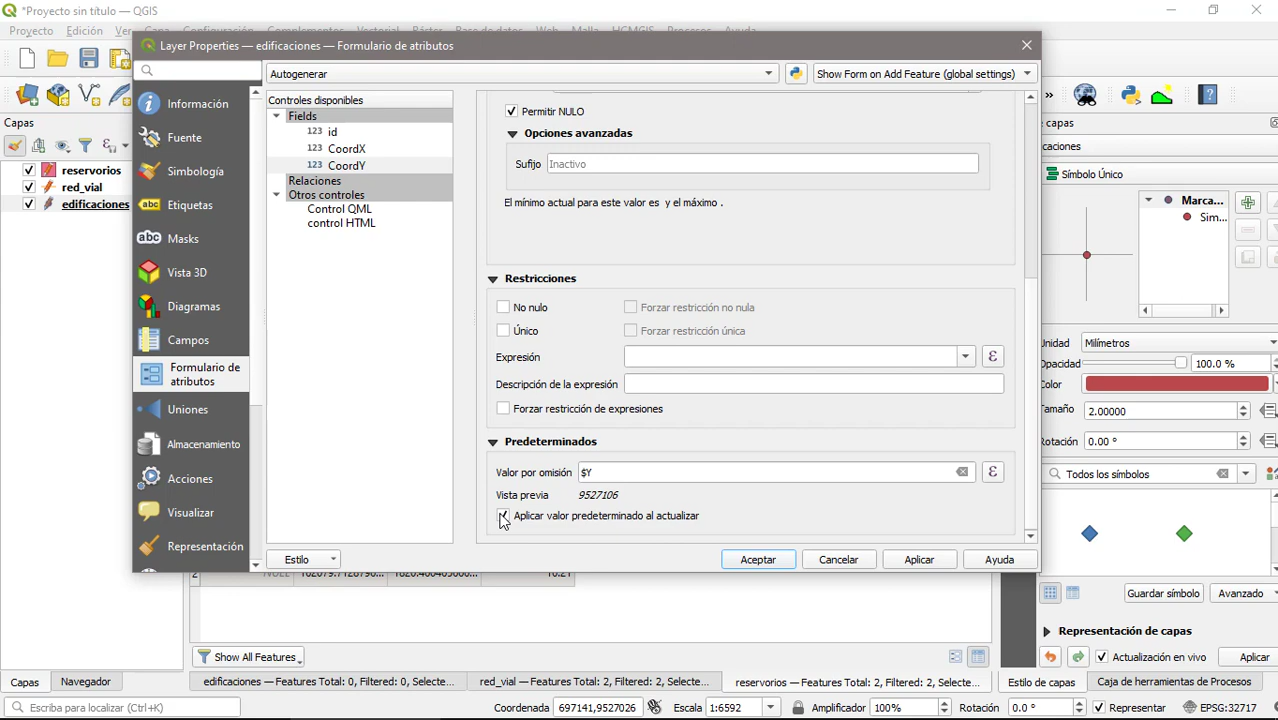 *Proyecto sin título — QGIS
Proyecto Edición Ver
Layer Properties — edificaciones — Formulario de atributos
Autogenerar
Show Form on Add Feature (global settings)
Información
Fuente
Simbología
Etiquetas
Masks
Vista 3D
Diagramas
Campos
Formulario de
atributos
Uniones
Almacenamiento
Acciones
Visualizar
Representación
Controles disponibles
Fields
123 id
123 CoordX
123 CoordY
Relaciones
Otros controles
Control QML
control HTML
Permitir NULO
Opciones avanzadas
Sufijo Inactivo
El mínimo actual para este valor es y el máximo .
Restricciones
No nulo Forzar restricción no nula
Único Forzar restricción única
Expresión ε
Descripción de la expresión
Forzar restricción de expresiones
Predeterminados
Valor por omisión $Y ε
Vista previa 9527106
Aplicar valor predeterminado al actualizar
Estilo Aceptar Cancelar Aplicar Ayuda
Capas
reservorios
red_vial
edificaciones
de capas
caciones
Símbolo Único
Marca...
Sim...
Unidad Milímetros
Opacidad 100.0 %
Color
Tamaño 2.00000
Rotación 0.00 °
Todos los símbolos
Guardar símbolo Avanzado
Representación de capas
Actualización en vivo Aplicar
Show All Features
Capas Navegador
edificaciones — Features Total: 0, Filtered: 0, Selecte...
red_vial — Features Total: 2, Filtered: 2, Selecte...
reservorios — Features Total: 2, Filtered: 2, Selecte...
Estilo de capas Caja de herramientas de Procesos
Escriba para localizar (Ctrl+K)
Coordenada 697141,9527026 Escala 1:6592 Amplificador 100% Rotación 0.0 ° Representar EPSG:32717